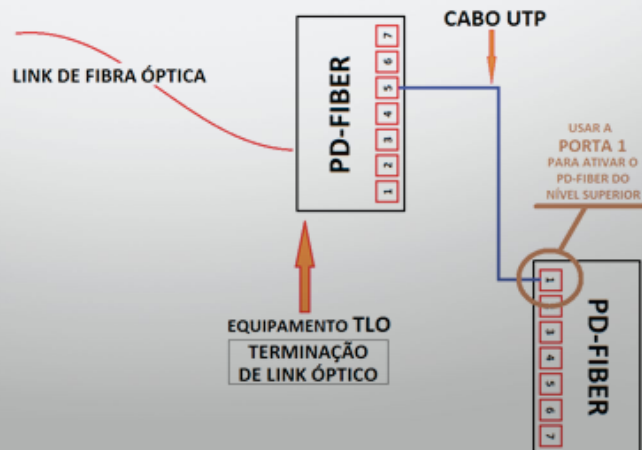 LINK DE FIBRA ÓPTICA
PD-FIBER
7
6
5
4
3
2
1
CABO UTP
USAR A
PORTA 1
PARA ATIVAR O
PD-FIBER DO
NÍVEL SUPERIOR
EQUIPAMENTO TLO
TERMINAÇÃO
DE LINK ÓPTICO
1
3
4
5
6
7
PD-FIBER